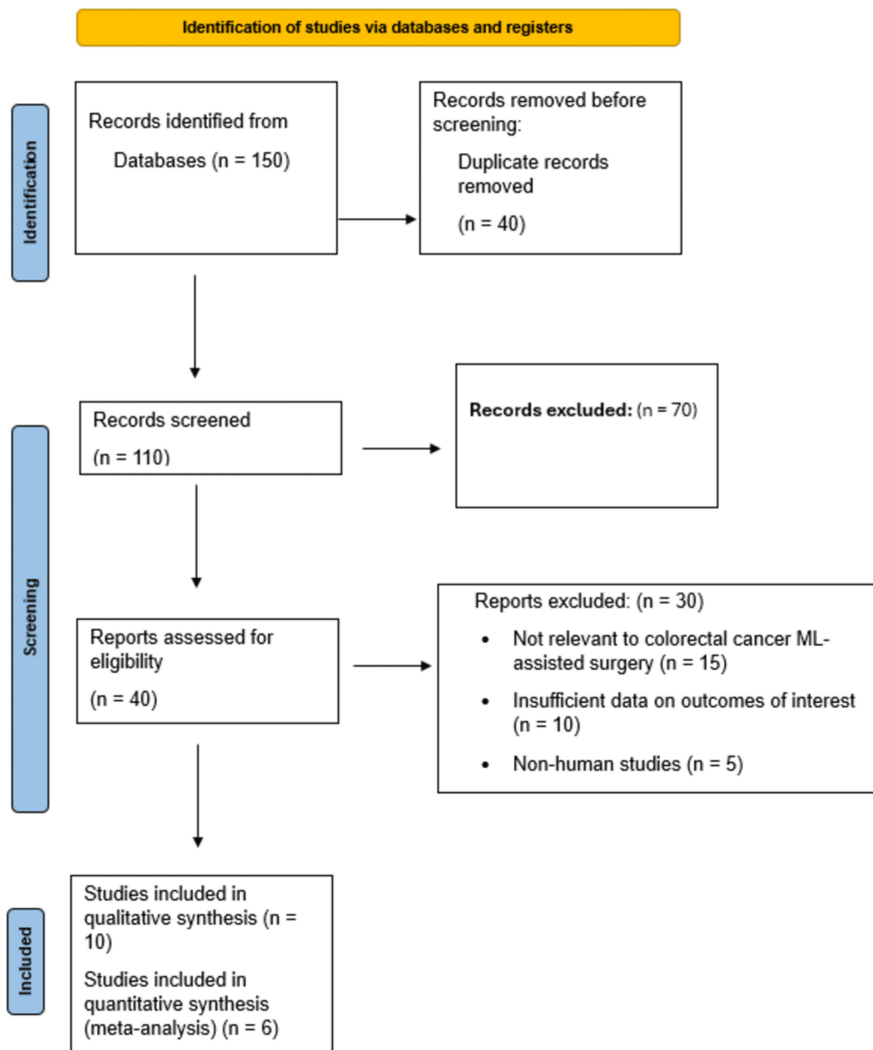 Identification of studies via databases and registers
Identification
Records identified from
Databases (n = 150)
Records removed before
screening:
Duplicate records
removed
(n = 40)
Screening
Records screened
(n = 110)
Records excluded: (n = 70)
Reports assessed for
eligibility
(n = 40)
Reports excluded: (n = 30)
• Not relevant to colorectal cancer ML-
assisted surgery (n = 15)
• Insufficient data on outcomes of interest
(n = 10)
• Non-human studies (n = 5)
Included
Studies included in
qualitative synthesis (n =
10)
Studies included in
quantitative synthesis
(meta-analysis) (n = 6)